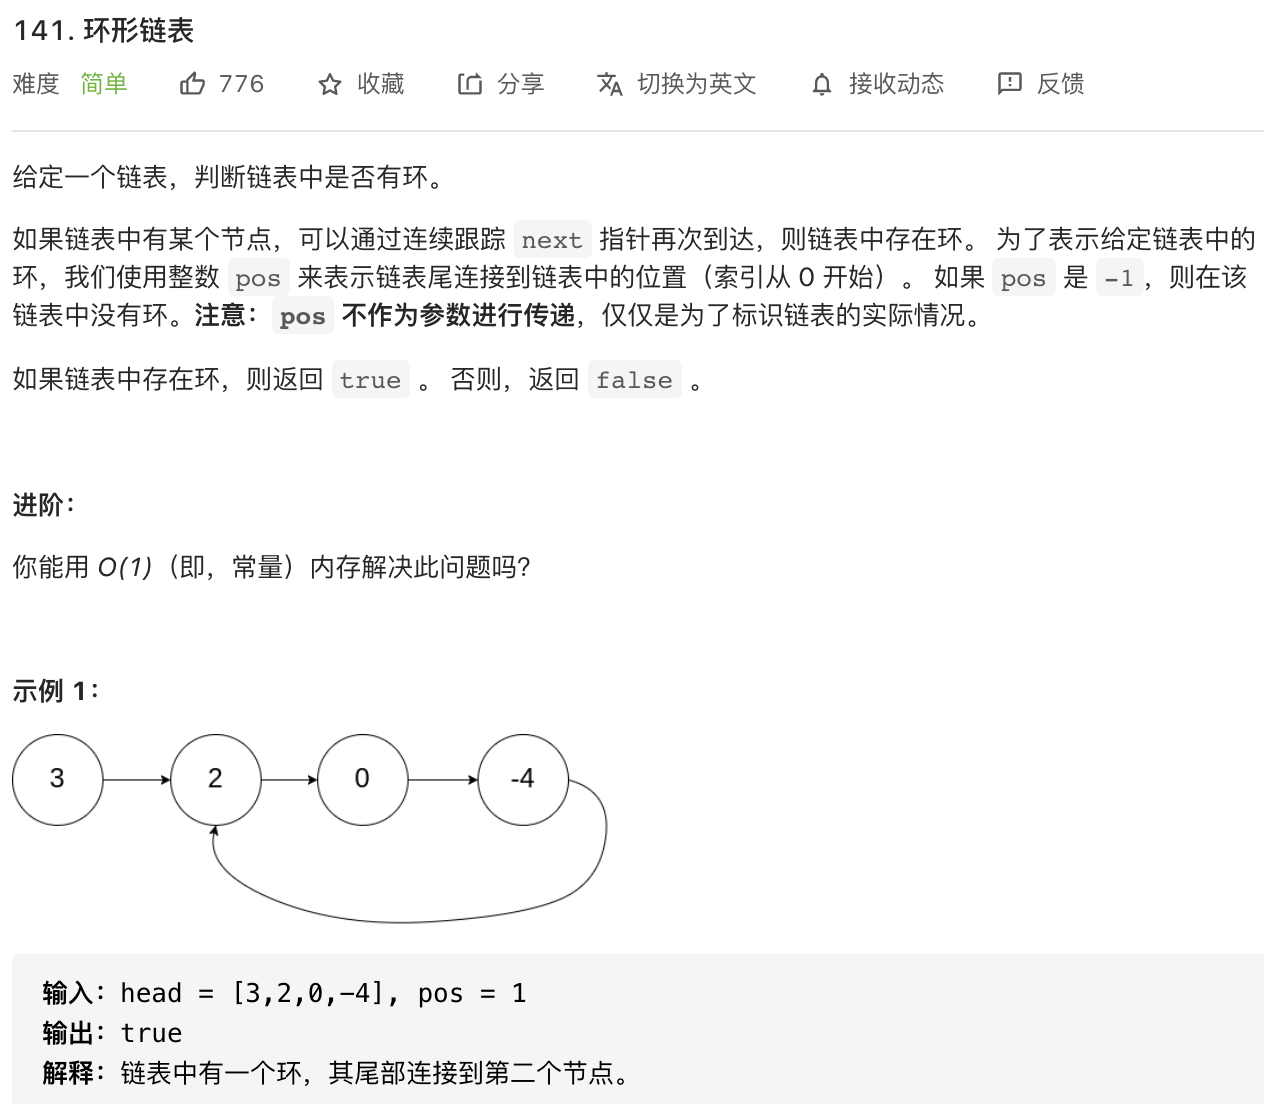 141. 环形链表
难度 简单 776 收藏 分享 切换为英文 接收动态 反馈
给定一个链表，判断链表中是否有环。
如果链表中有某个节点，可以通过连续跟踪 next 指针再次到达，则链表中存在环。 为了表示给定链表中的
环，我们使用整数 pos 来表示链表尾连接到链表中的位置（索引从 0 开始）。 如果 pos 是 -1，则在该
链表中没有环。注意：pos 不作为参数进行传递，仅仅是为了标识链表的实际情况。
如果链表中存在环，则返回 true 。 否则，返回 false 。
进阶：
你能用 O(1)（即，常量）内存解决此问题吗？
示例 1：
3 2 0 -4
输入：head = [3,2,0,-4], pos = 1
输出：true
解释：链表中有一个环，其尾部连接到第二个节点。